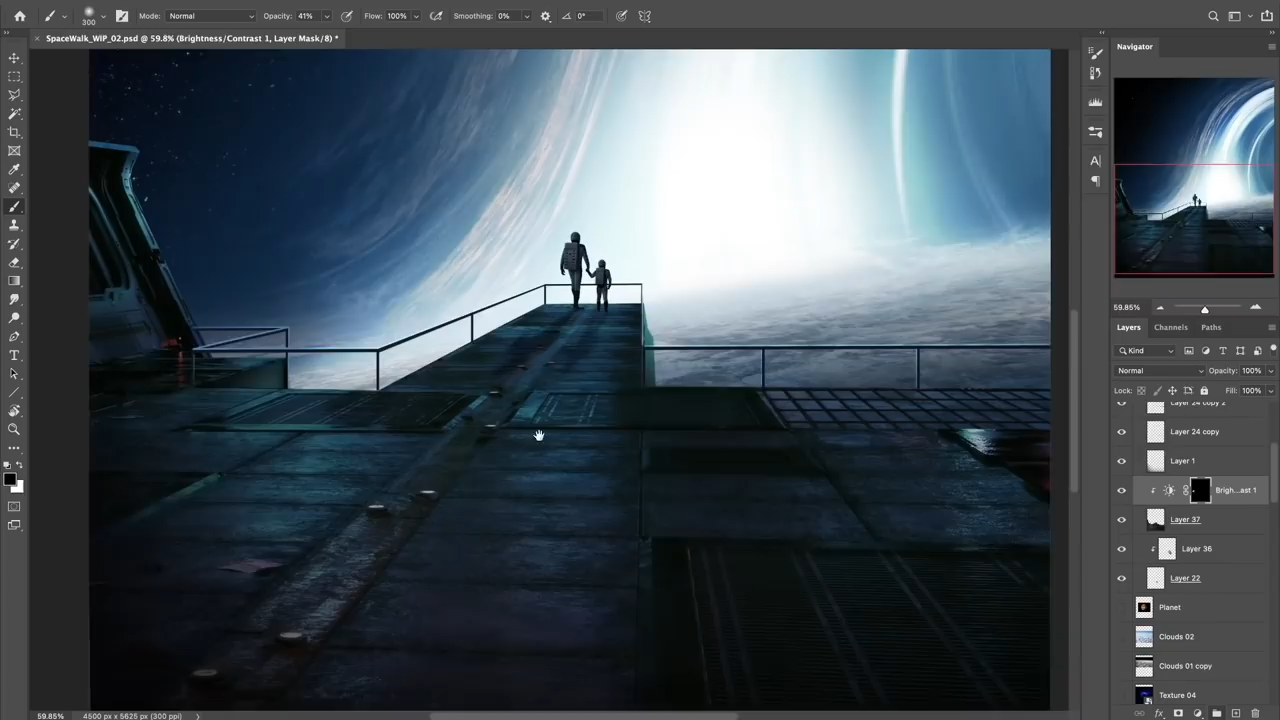 300
Mode: Normal
Opacity: 41%
Flow: 100%
Smoothing: 0%
0°
SpaceWalk_WIP_02.psd @ 59.8% (Brightness/Contrast 1, Layer Mask/8) *
Navigator
59.85%
Layers Channels Paths
Kind
Normal Opacity: 100%
Lock: Fill: 100%
Layer 24 copy 2
Layer 24 copy
Layer 1
Brigh...ast 1
Layer 37
Layer 36
Layer 22
Planet
Clouds 02
Clouds 01 copy
Texture 04
59.85% 4500 px x 5625 px (300 ppi)